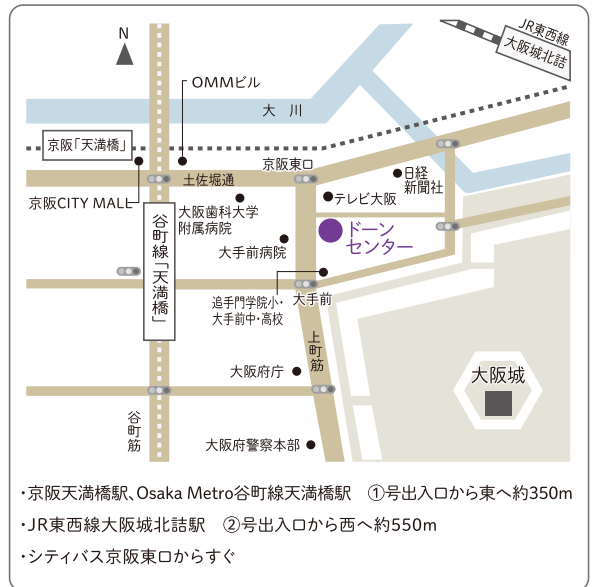 N
JR東西線
大阪城北詰
OMMビル
大 川
京阪「天満橋」
京阪東口
日経
新聞社
土佐堀通
テレビ大阪
京阪CITY MALL
大阪歯科大学
附属病院
谷町線「天満橋」
ドーン
センター
大手前病院
追手門学院小・
大手前中・高校
大手前
上町筋
大阪府庁
大阪城
谷町筋
大阪府警察本部
・京阪天満橋駅、Osaka Metro谷町線天満橋駅 ①号出入口から東へ約350m
・JR東西線大阪城北詰駅 ②号出入口から西へ約550m
・シティバス京阪東口からすぐ